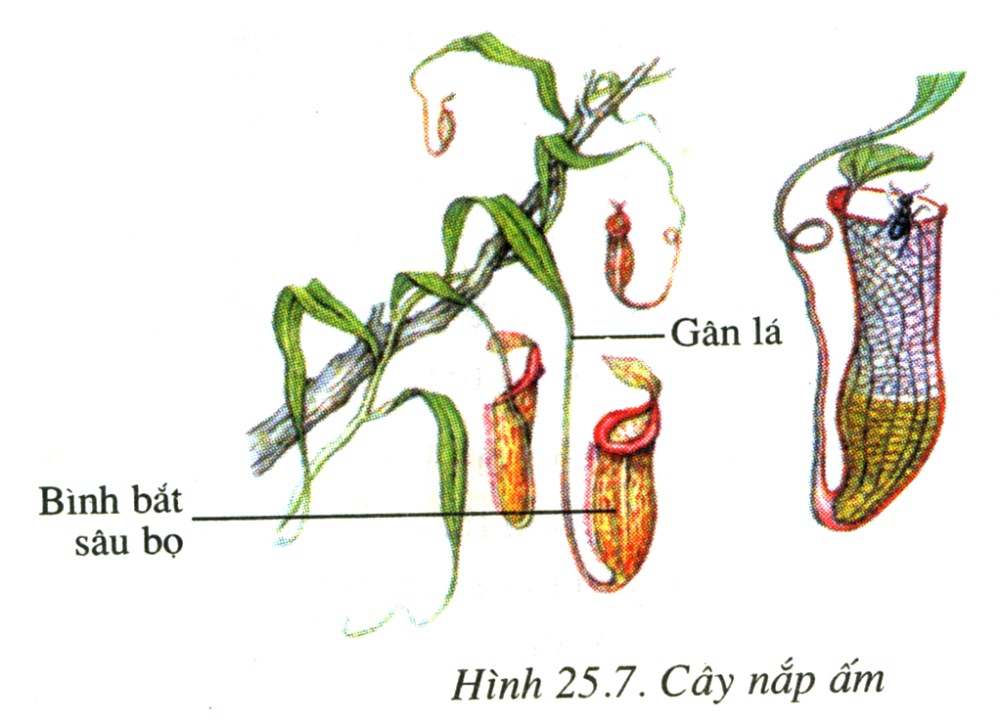 Gân lá
Bình bắt
sâu bọ
Hình 25.7. Cây nắp ấm